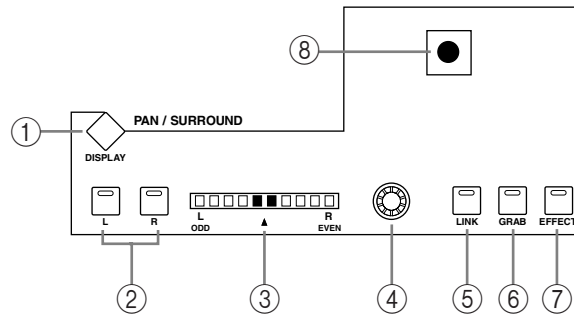 ⑧
① PAN / SURROUND
DISPLAY
L R L R LINK GRAB EFFECT
ODD ▲ EVEN
② ③ ④ ⑤ ⑥ ⑦